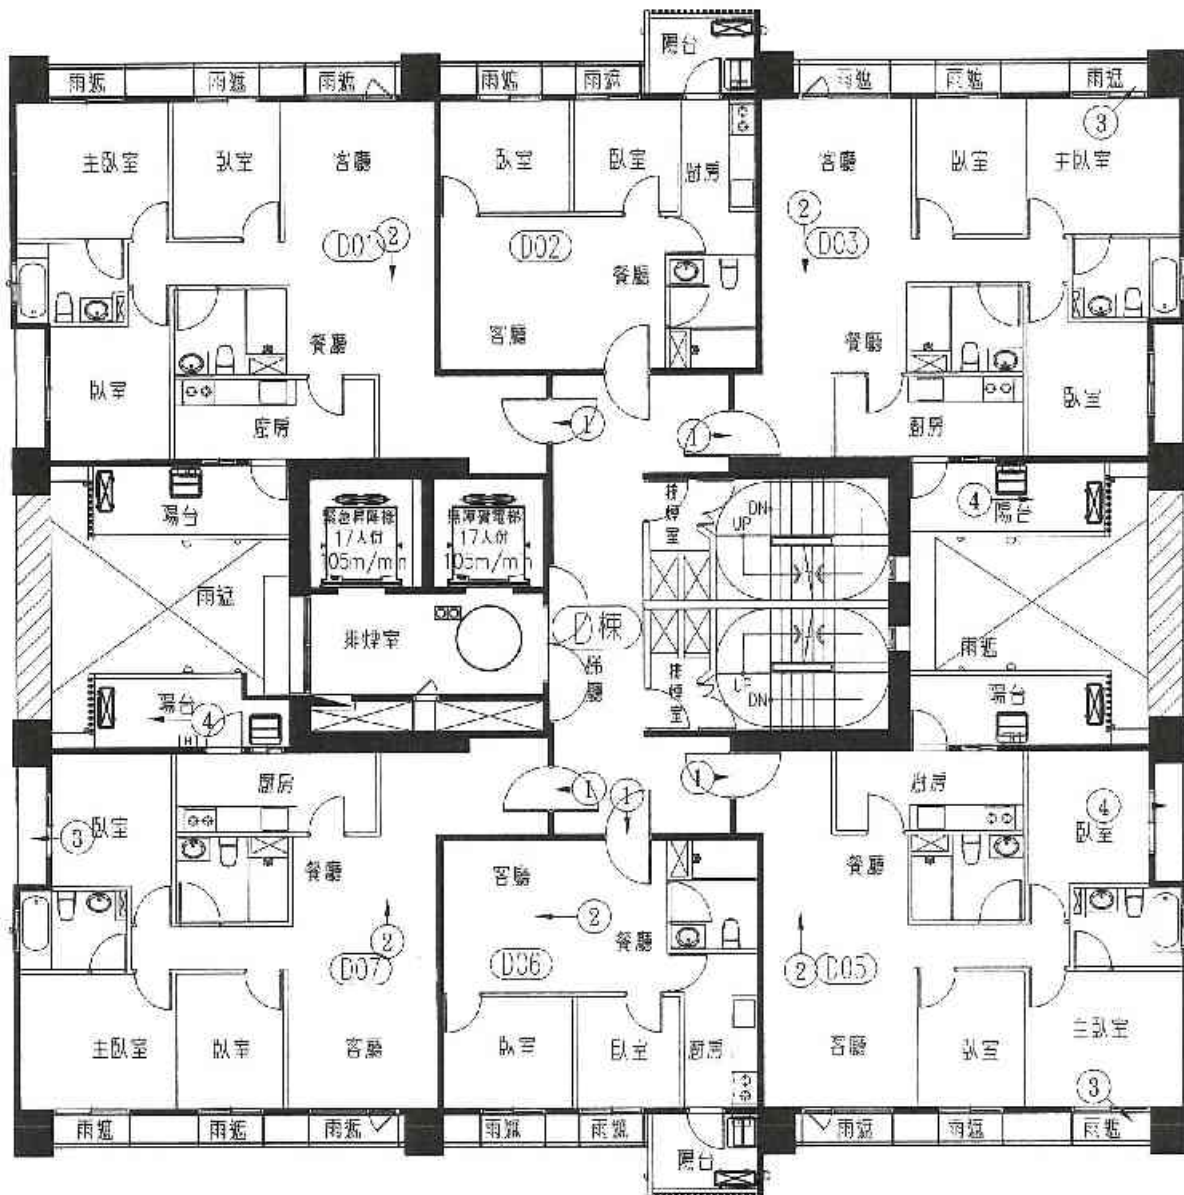 陽台
雨遮 雨遮 雨遮 雨遮 雨遮 雨遮 雨遮 雨遮
3
主臥室 臥室 客廳 臥室 臥室 廚房 客廳 臥室 主臥室
2
2
D01 D02 D03
餐廳
客廳
餐廳 餐廳
臥室 臥室
廚房 1 1 廚房
陽台 4 陽台
緊急昇降機
17人份
105m/min
無障礙電梯
17人份
105m/min
排煙室
DN
UP
雨遮
排煙室
D棟
梯廳
雨遮
排煙室
UP
DN
陽台 4 陽台
廚房 1 1 1 廚房
3 臥室 4 臥室
餐廳 客廳 餐廳
2
2 餐廳
D07 D06 2 D05
主臥室 臥室 客廳 臥室 臥室 廚房 客廳 臥室 主臥室
3
雨遮 雨遮 雨遮 雨遮 雨遮 雨遮 雨遮 雨遮
陽台